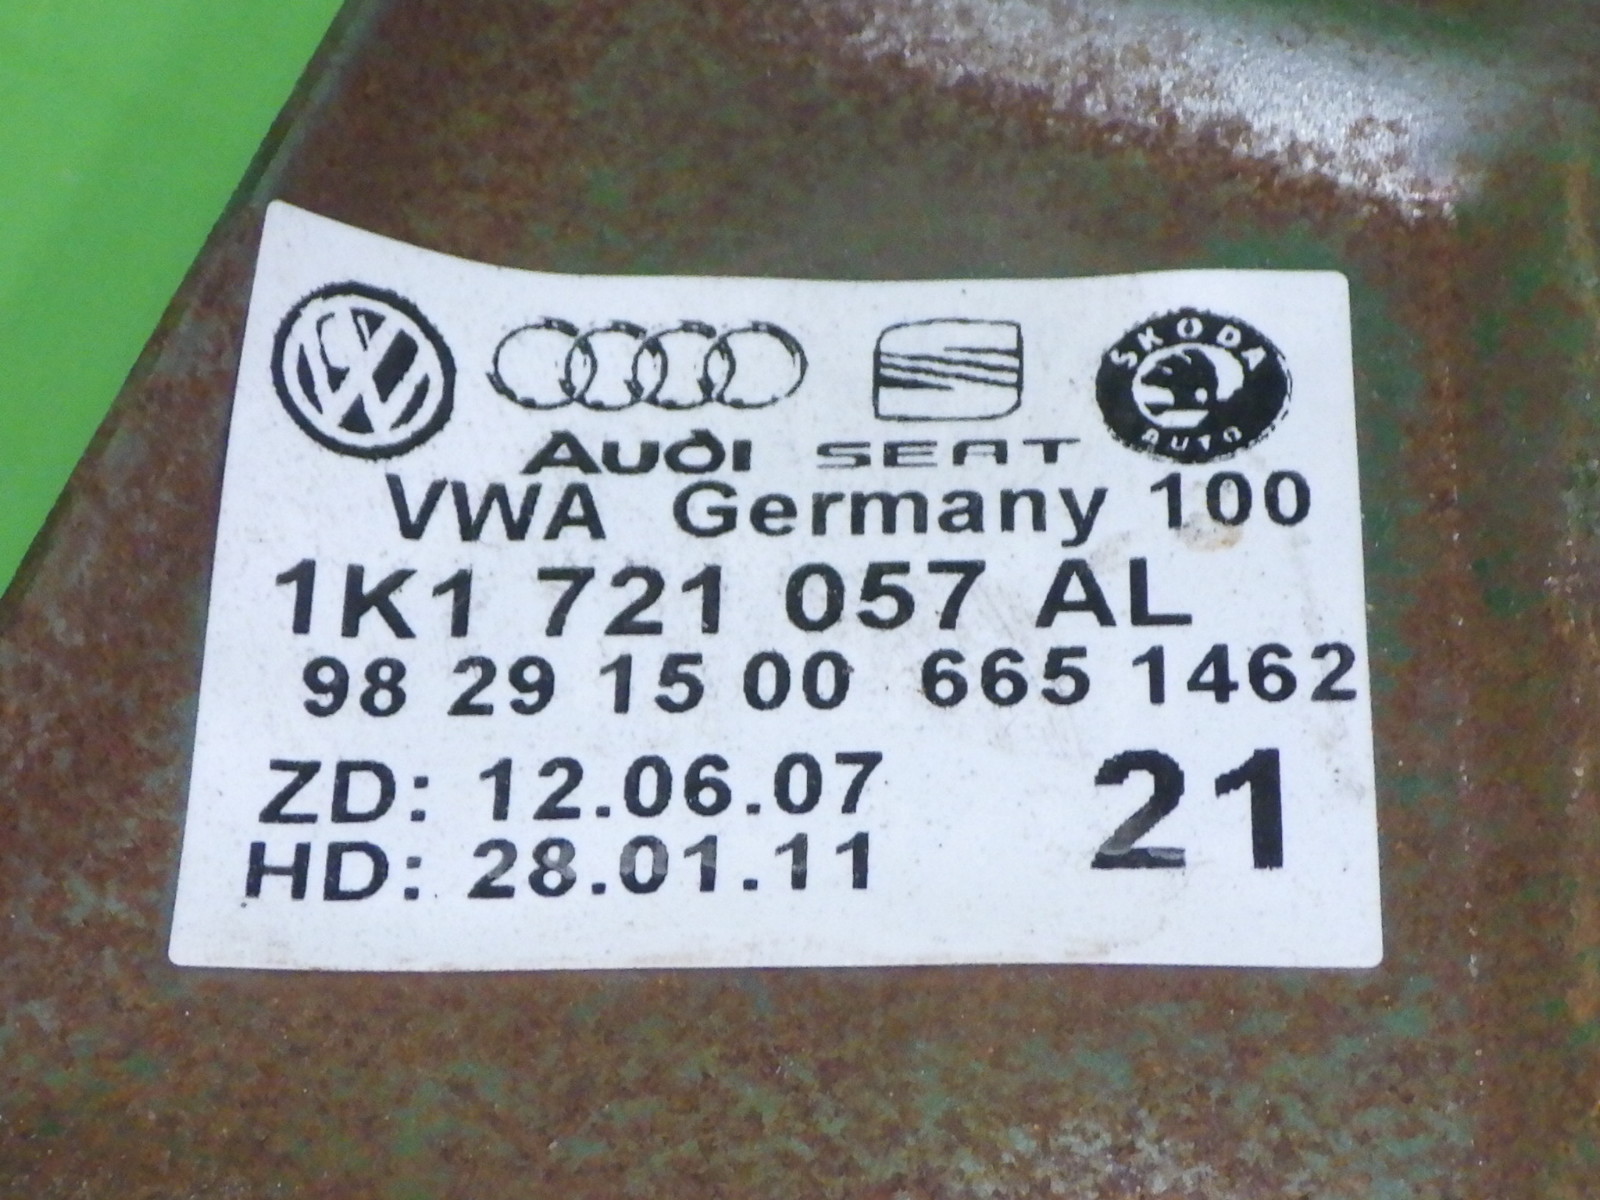 SKODA
AUTO
Audi SEAT
VWA Germany 100
1K1 721 057 AL
98 29 15 00 665 1462
ZD: 12.06.07 21
HD: 28.01.11